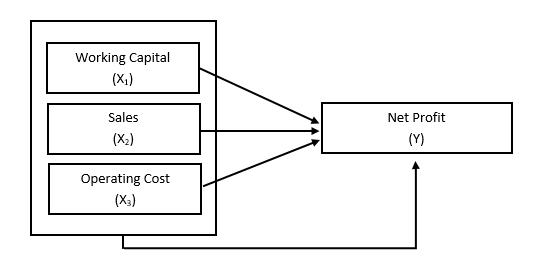 Working Capital
(X₁)
Sales
(X₂)
Operating Cost
(X₃)
Net Profit
(Y)